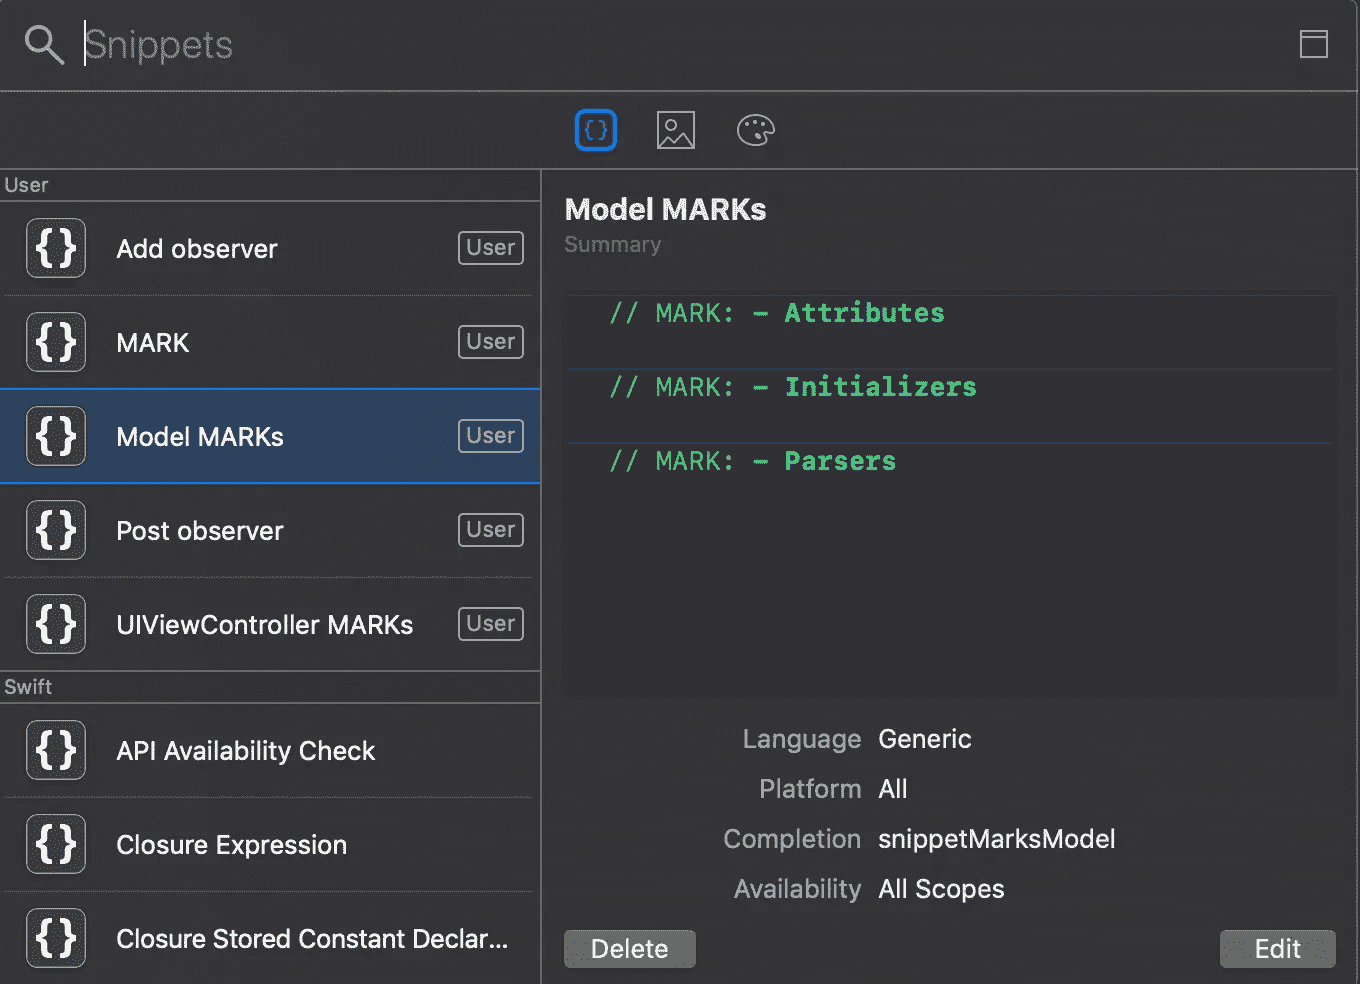 Snippets
User
{} Add observer User
{} MARK User
{} Model MARKs User
{} Post observer User
{} UIViewController MARKs User
Swift
{} API Availability Check
{} Closure Expression
{} Closure Stored Constant Declar...
{}
Model MARKs
Summary
// MARK: - Attributes
// MARK: - Initializers
// MARK: - Parsers
Language Generic
Platform All
Completion snippetMarksModel
Availability All Scopes
Delete Edit